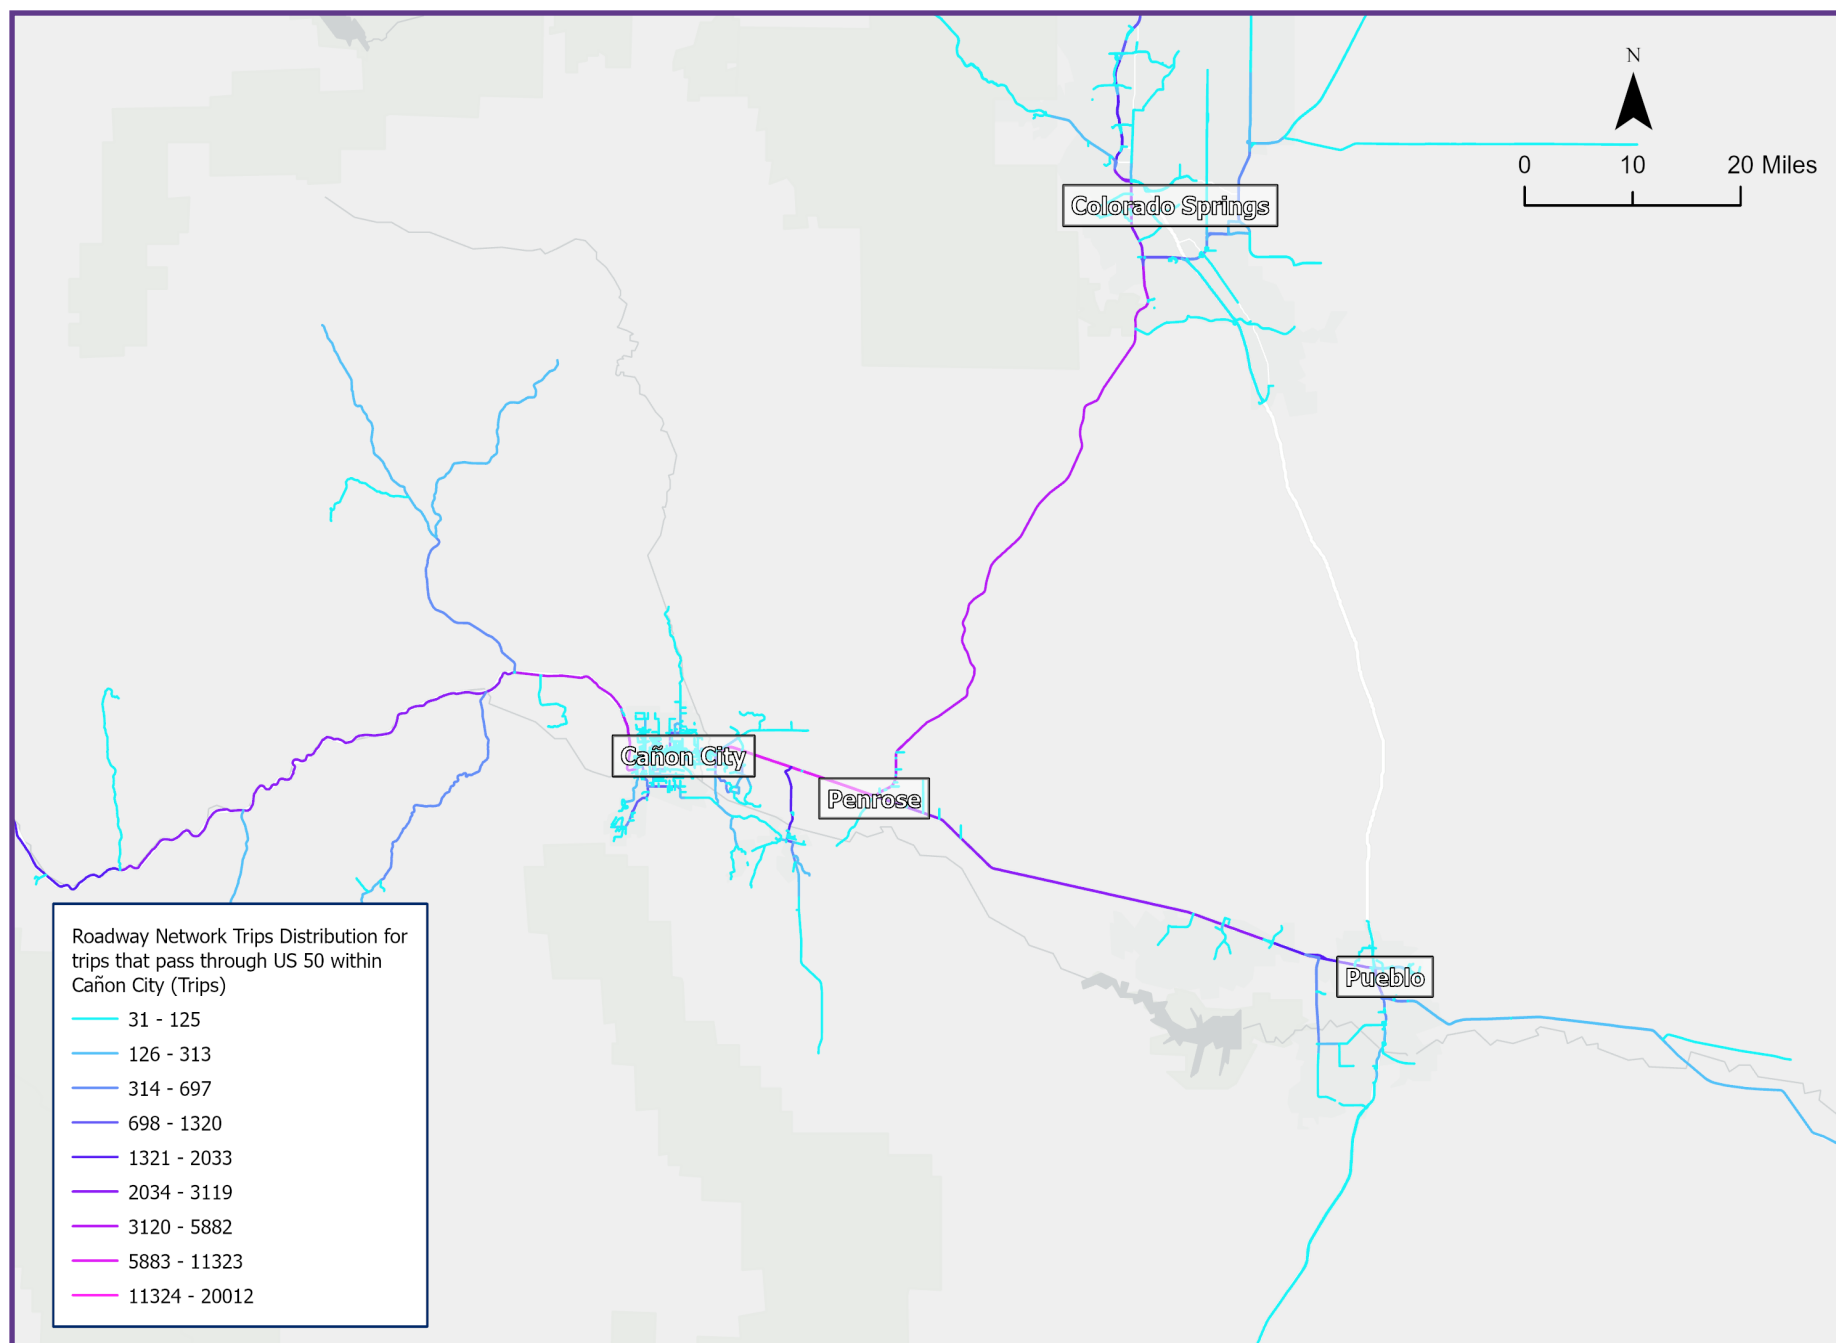 N
0 10 20 Miles
Colorado Springs
Cañon City
Penrose
Pueblo
Roadway Network Trips Distribution for
trips that pass through US 50 within
Cañon City (Trips)
31 - 125
126 - 313
314 - 697
698 - 1320
1321 - 2033
2034 - 3119
3120 - 5882
5883 - 11323
11324 - 20012